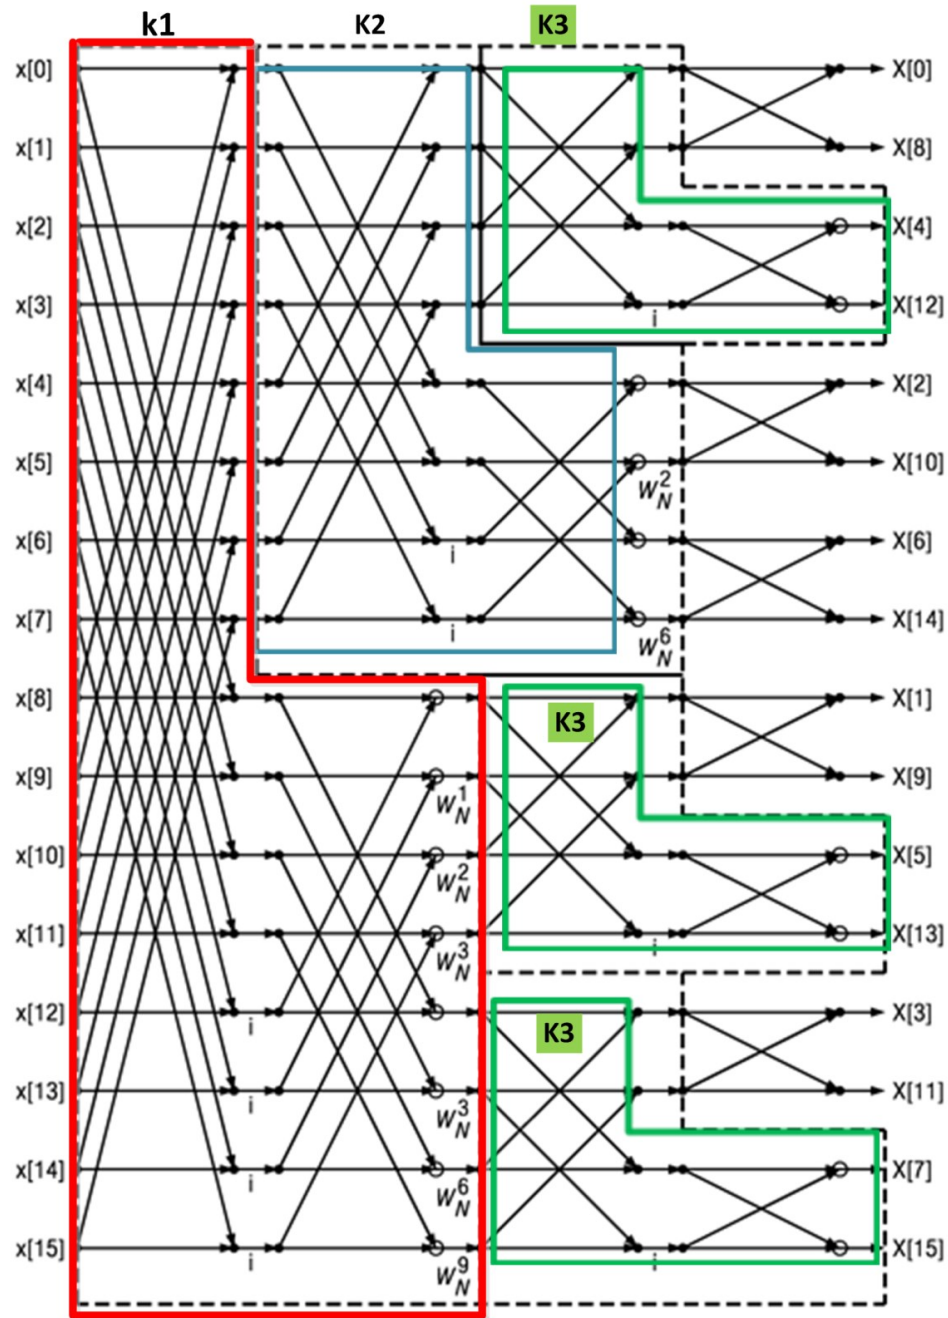 k1 K2 K3
x[0] X[0]
x[1] X[8]
x[2] X[4]
x[3] X[12]
i
x[4] X[2]
x[5] X[10]
W_N^2
x[6] X[6]
i
x[7] X[14]
i W_N^6
x[8] X[1]
K3
x[9] X[9]
W_N^1
x[10] X[5]
W_N^2
x[11] X[13]
W_N^3 i
x[12] X[3]
i K3
x[13] X[11]
i W_N^3
x[14] X[7]
i W_N^6
x[15] X[15]
i W_N^9 i